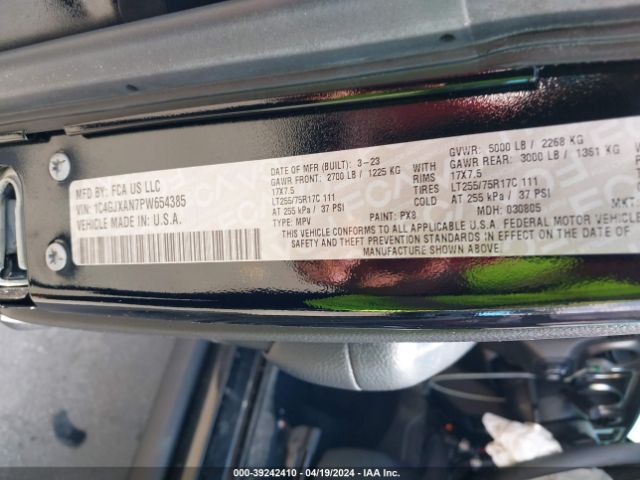 MFD BY: FCA US LLC
VIN: 1C4GJXAN7PW654385
VEHICLE MADE IN: U.S.A.
DATE OF MFR (BUILT): 3-23
GAWR FRONT: 2700 LB / 1225 KG WITH
17X7.5 RIMS
LT255/75R17C 111 TIRES
AT 255 kPa / 37 PSI COLD
TYPE: MPV PAINT: PX8
GVWR: 5000 LB / 2268 KG
GAWR REAR: 3000 LB / 1361 KG WITH
17X7.5
LT255/75R17C 111
AT 255 kPa / 37 PSI
MDH: 030805
MKT:
THIS VEHICLE CONFORMS TO ALL APPLICABLE U.S.A. FEDERAL MOTOR
VEHICLE SAFETY, BUMPER, AND THEFT PREVENTION STANDARDS IN EFFECT ON THE DATE OF
MANUFACTURE SHOWN ABOVE.
000-39242410 - 04/19/2024 - IAA Inc.